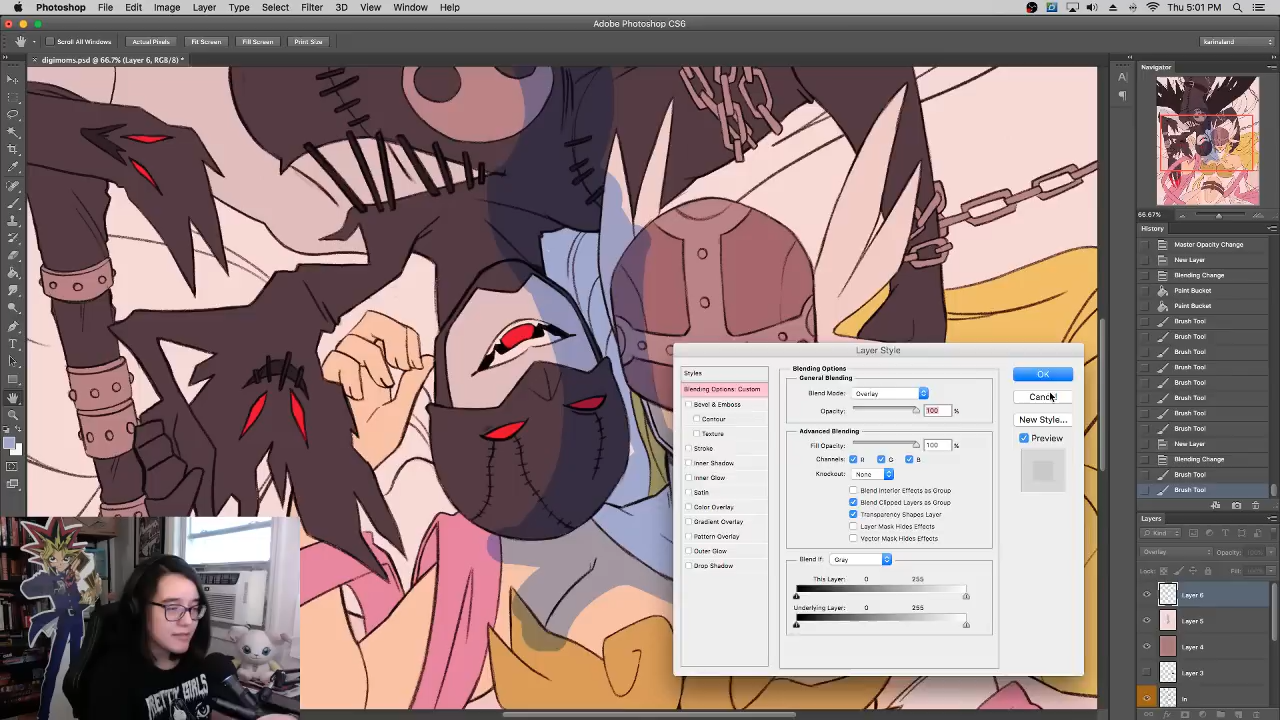 Photoshop File Edit Image Layer Type Select Filter 3D View Window Help
Thu 5:01 PM
Adobe Photoshop CS6
Scroll All Windows Actual Pixels Fit Screen Fill Screen Print Size
karinaland
digimoms.psd @ 66.7% (Layer 6, RGB/8) *
Navigator
66.67%
History
Master Opacity Change
New Layer
Blending Change
Paint Bucket
Paint Bucket
Brush Tool
Brush Tool
Brush Tool
Brush Tool
Brush Tool
Brush Tool
Brush Tool
Brush Tool
New Layer
Blending Change
Brush Tool
Brush Tool
Layers
Kind
Overlay Opacity:
Lock: Fill:
Layer 6
Layer 5
Layer 4
Layer 3
In
Layer Style
Styles
Blending Options: Custom
Bevel & Emboss
Contour
Texture
Stroke
Inner Shadow
Inner Glow
Satin
Color Overlay
Gradient Overlay
Pattern Overlay
Outer Glow
Drop Shadow
Blending Options
General Blending
Blend Mode: Overlay
Opacity: 100 %
Advanced Blending
Fill Opacity: 100 %
Channels: R G B
Knockout: None
Blend Interior Effects as Group
Blend Clipped Layers as Group
Transparency Shapes Layer
Layer Mask Hides Effects
Vector Mask Hides Effects
Blend If: Gray
This Layer: 0 255
Underlying Layer: 0 255
OK
Cancel
New Style...
Preview